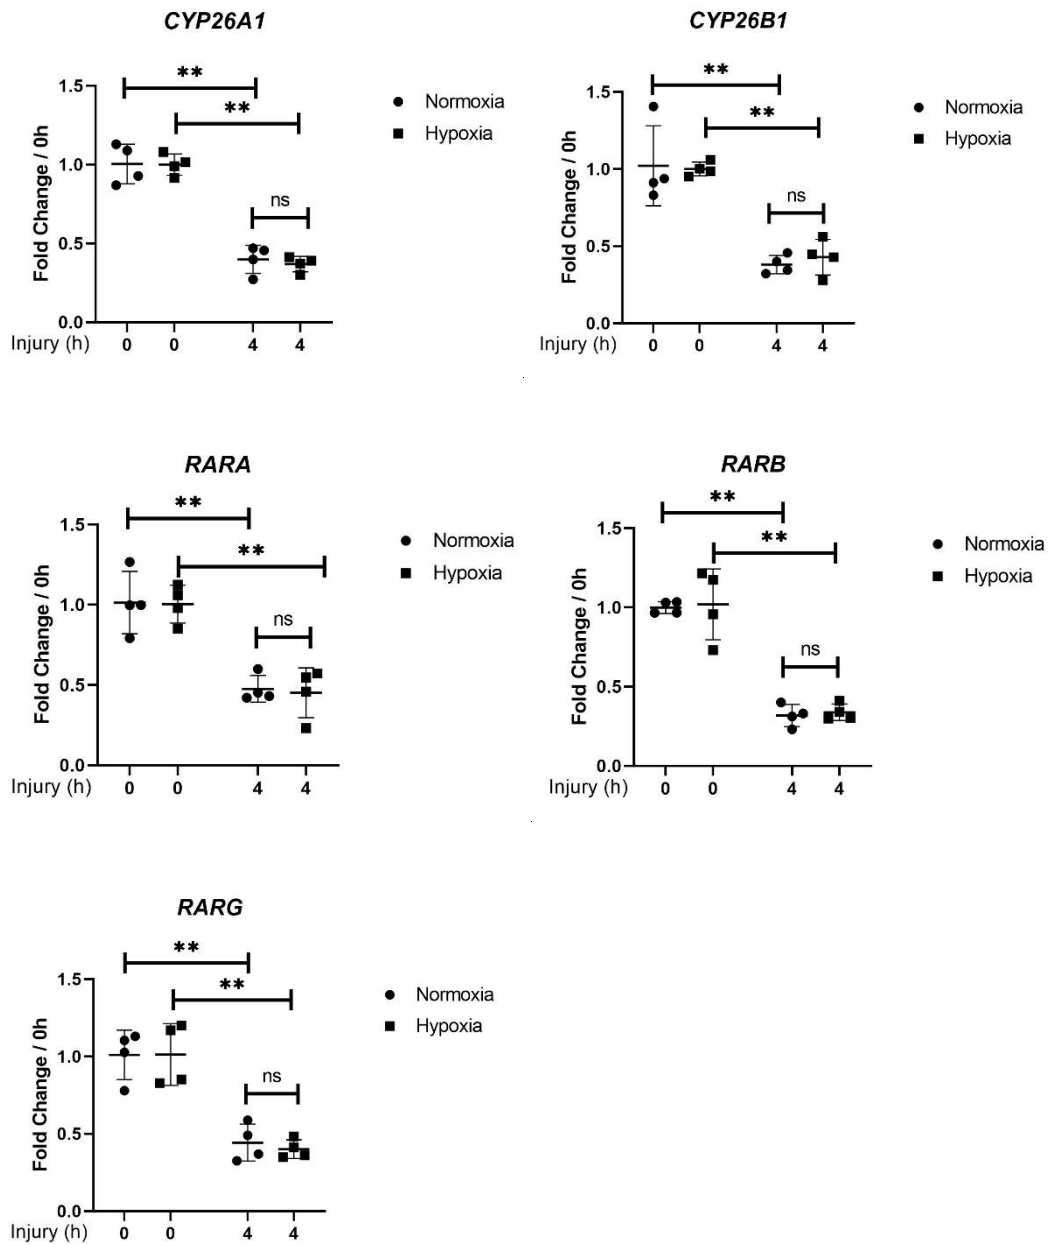 CYP26A1
**
**
ns
Normoxia
Hypoxia
Fold Change / 0h
1.5
1.0
0.5
0.0
Injury (h) 0 0 4 4
CYP26B1
**
**
ns
Normoxia
Hypoxia
Fold Change / 0h
1.5
1.0
0.5
0.0
Injury (h) 0 0 4 4
RARA
**
**
ns
Normoxia
Hypoxia
Fold Change / 0h
1.5
1.0
0.5
0.0
Injury (h) 0 0 4 4
RARB
**
**
ns
Normoxia
Hypoxia
Fold Change / 0h
1.5
1.0
0.5
0.0
Injury (h) 0 0 4 4
RARG
**
**
ns
Normoxia
Hypoxia
Fold Change / 0h
1.5
1.0
0.5
0.0
Injury (h) 0 0 4 4